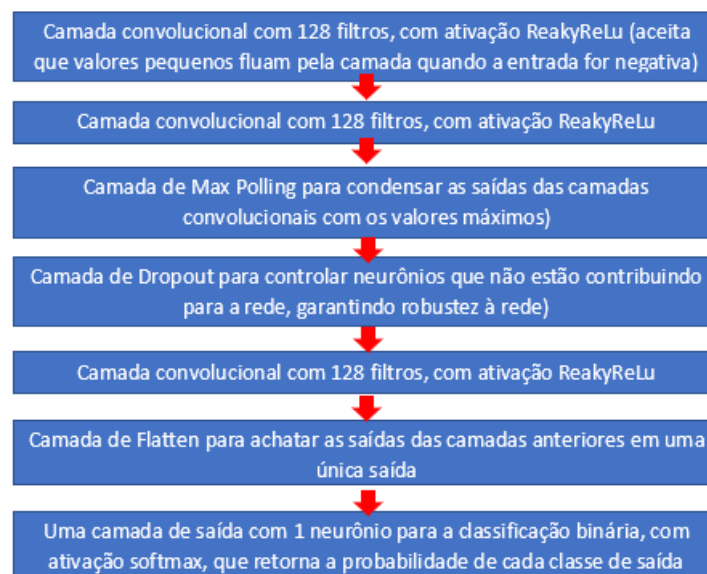 Camada convolucional com 128 filtros, com ativação ReakyReLu (aceita
que valores pequenos fluam pela camada quando a entrada for negativa)
Camada convolucional com 128 filtros, com ativação ReakyReLu
Camada de Max Polling para condensar as saídas das camadas
convolucionais com os valores máximos)
Camada de Dropout para controlar neurônios que não estão contribuindo
para a rede, garantindo robustez à rede)
Camada convolucional com 128 filtros, com ativação ReakyReLu
Camada de Flatten para achatar as saídas das camadas anteriores em uma
única saída
Uma camada de saída com 1 neurônio para a classificação binária, com
ativação softmax, que retorna a probabilidade de cada classe de saída